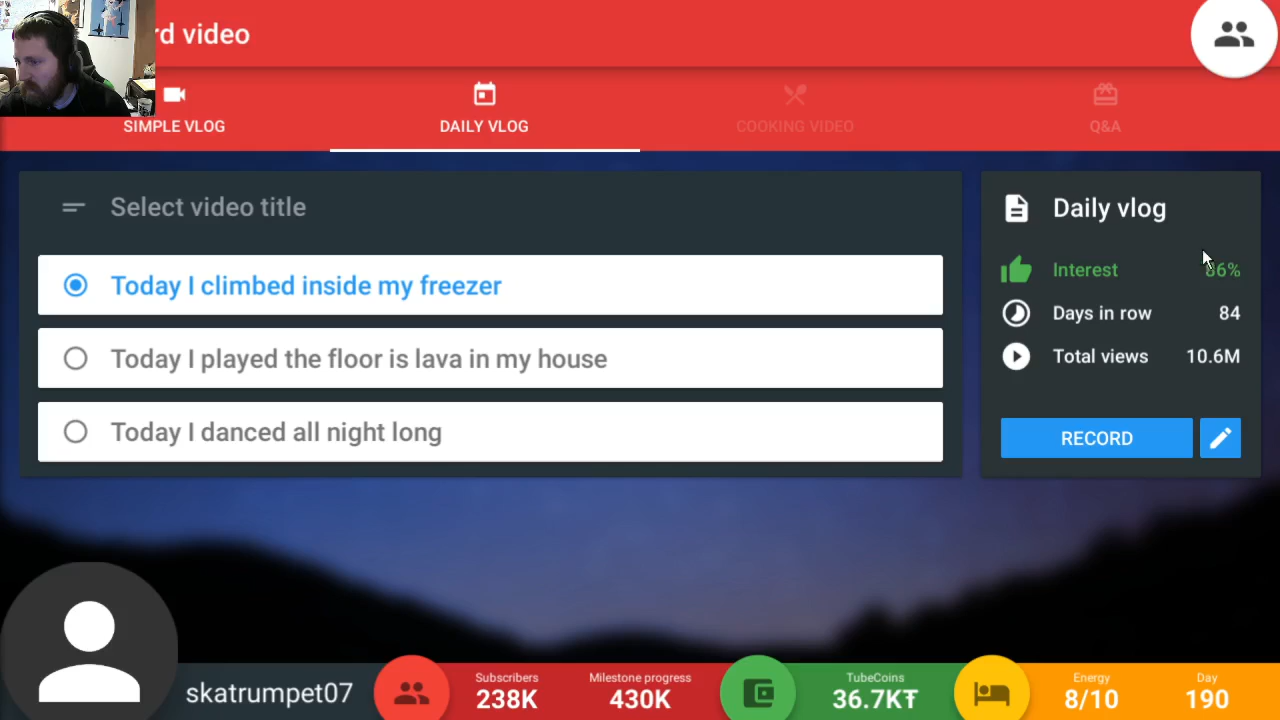 rd video
SIMPLE VLOG
DAILY VLOG
COOKING VIDEO
Q&A
Select video title
Today I climbed inside my freezer
Today I played the floor is lava in my house
Today I danced all night long
Daily vlog
Interest 86%
Days in row 84
Total views 10.6M
RECORD
skatrumpet07
Subscribers
238K
Milestone progress
430K
TubeCoins
36.7KŦ
Energy
8/10
Day
190